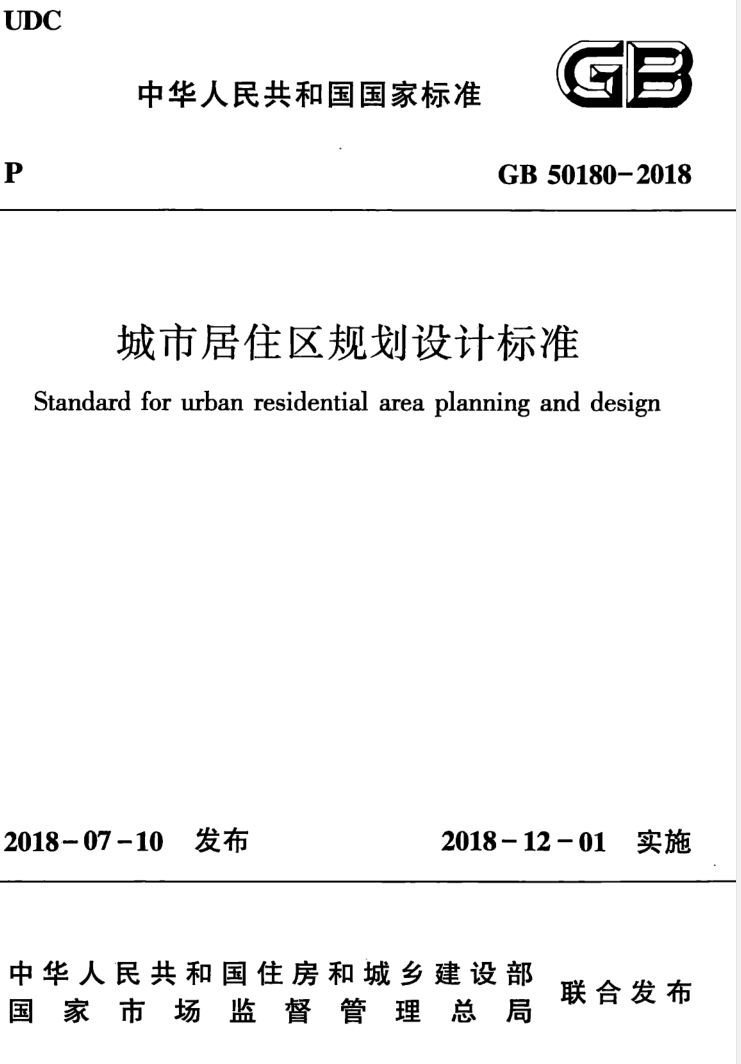 UDC
GB
中华人民共和国国家标准
P
GB 50180-2018
城市居住区规划设计标准
Standard for urban residential area planning and design
2018-07-10 发布
2018-12-01 实施
中华人民共和国住房和城乡建设部
国家市场监督管理总局
联合发布